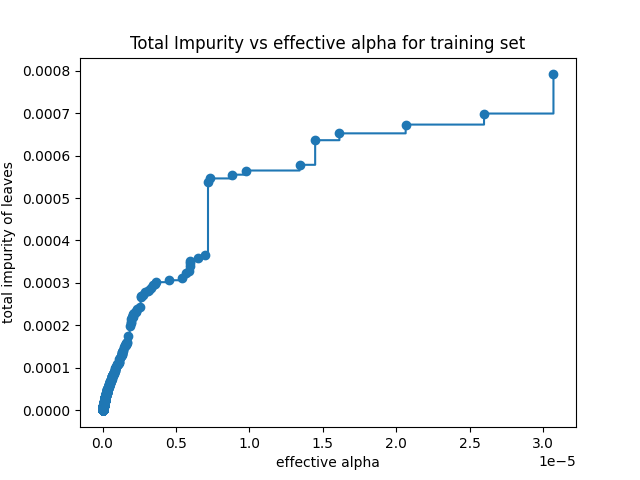 Total Impurity vs effective alpha for training set
total impurity of leaves
0.0008
0.0007
0.0006
0.0005
0.0004
0.0003
0.0002
0.0001
0.0000
0.0 0.5 1.0 1.5 2.0 2.5 3.0
1e−5
effective alpha